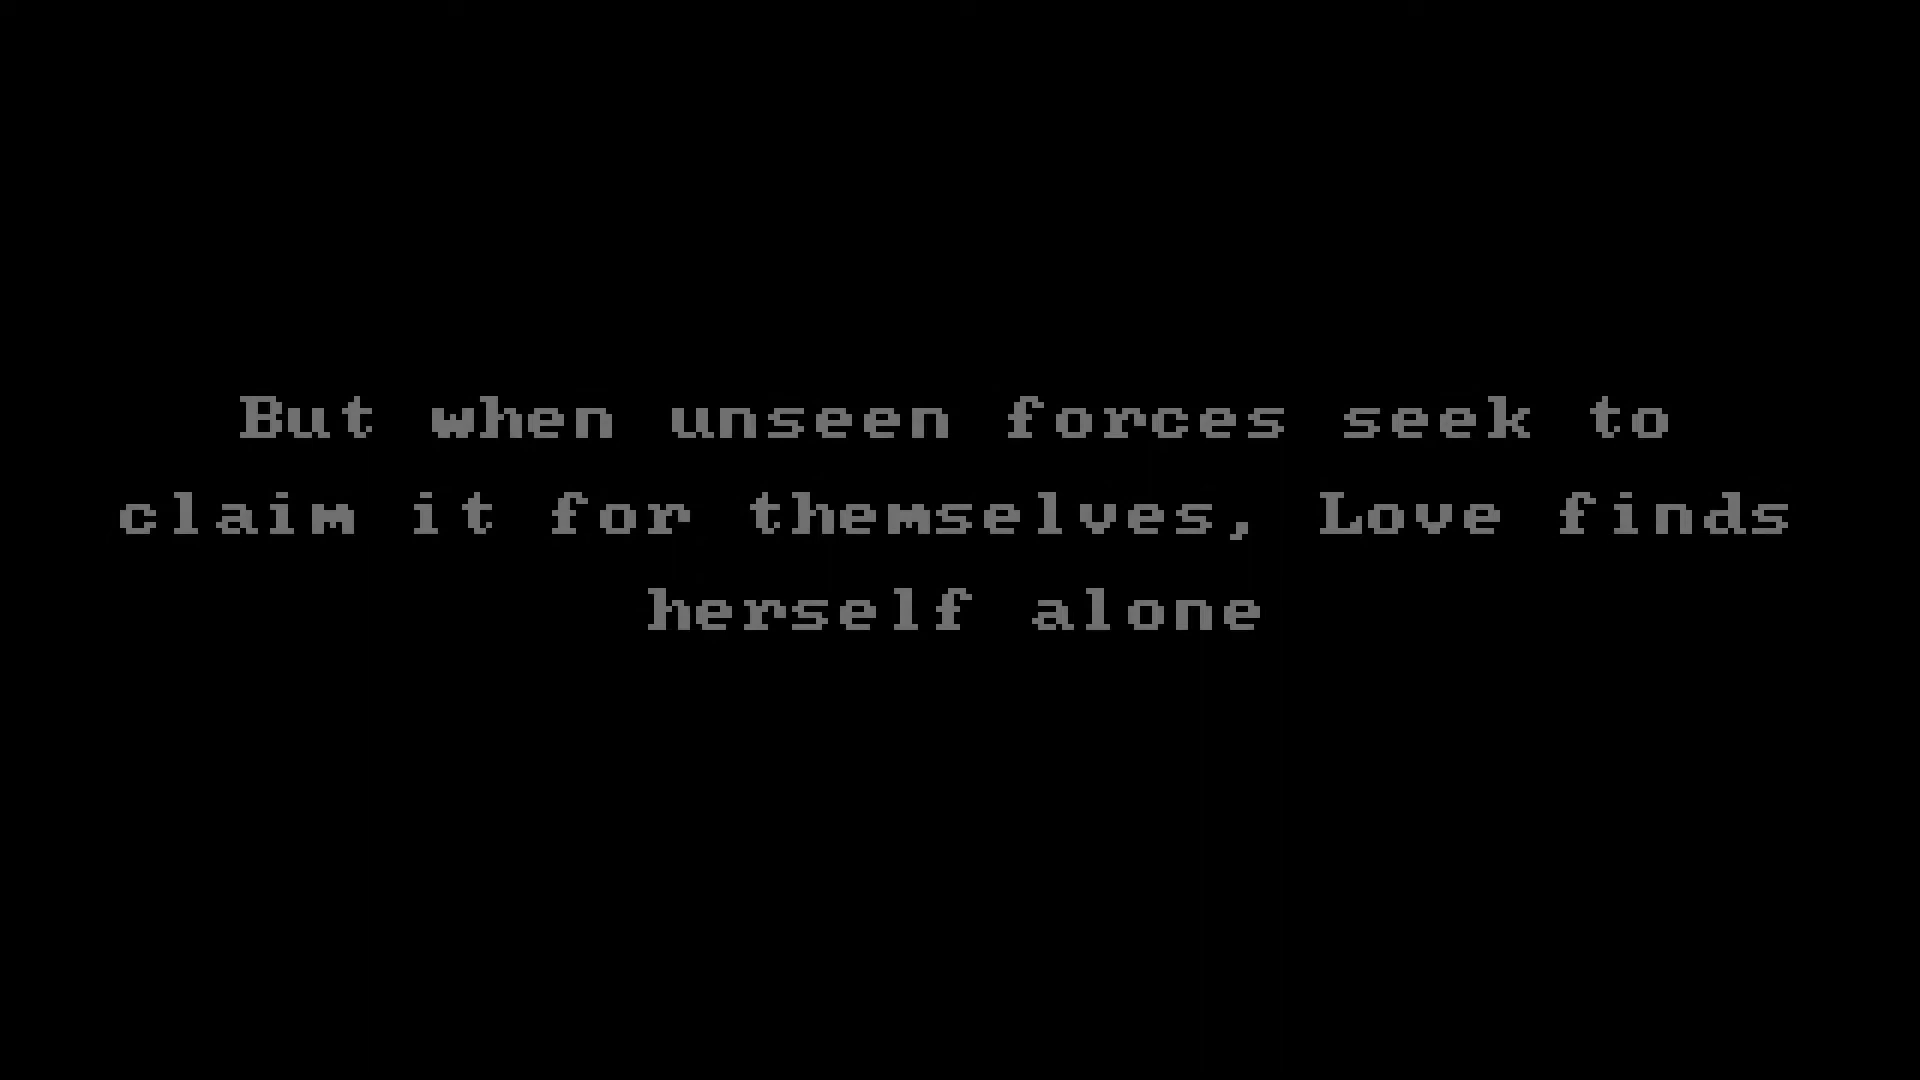 But when unseen forces seek to
claim it for themselves, Love finds
herself alone